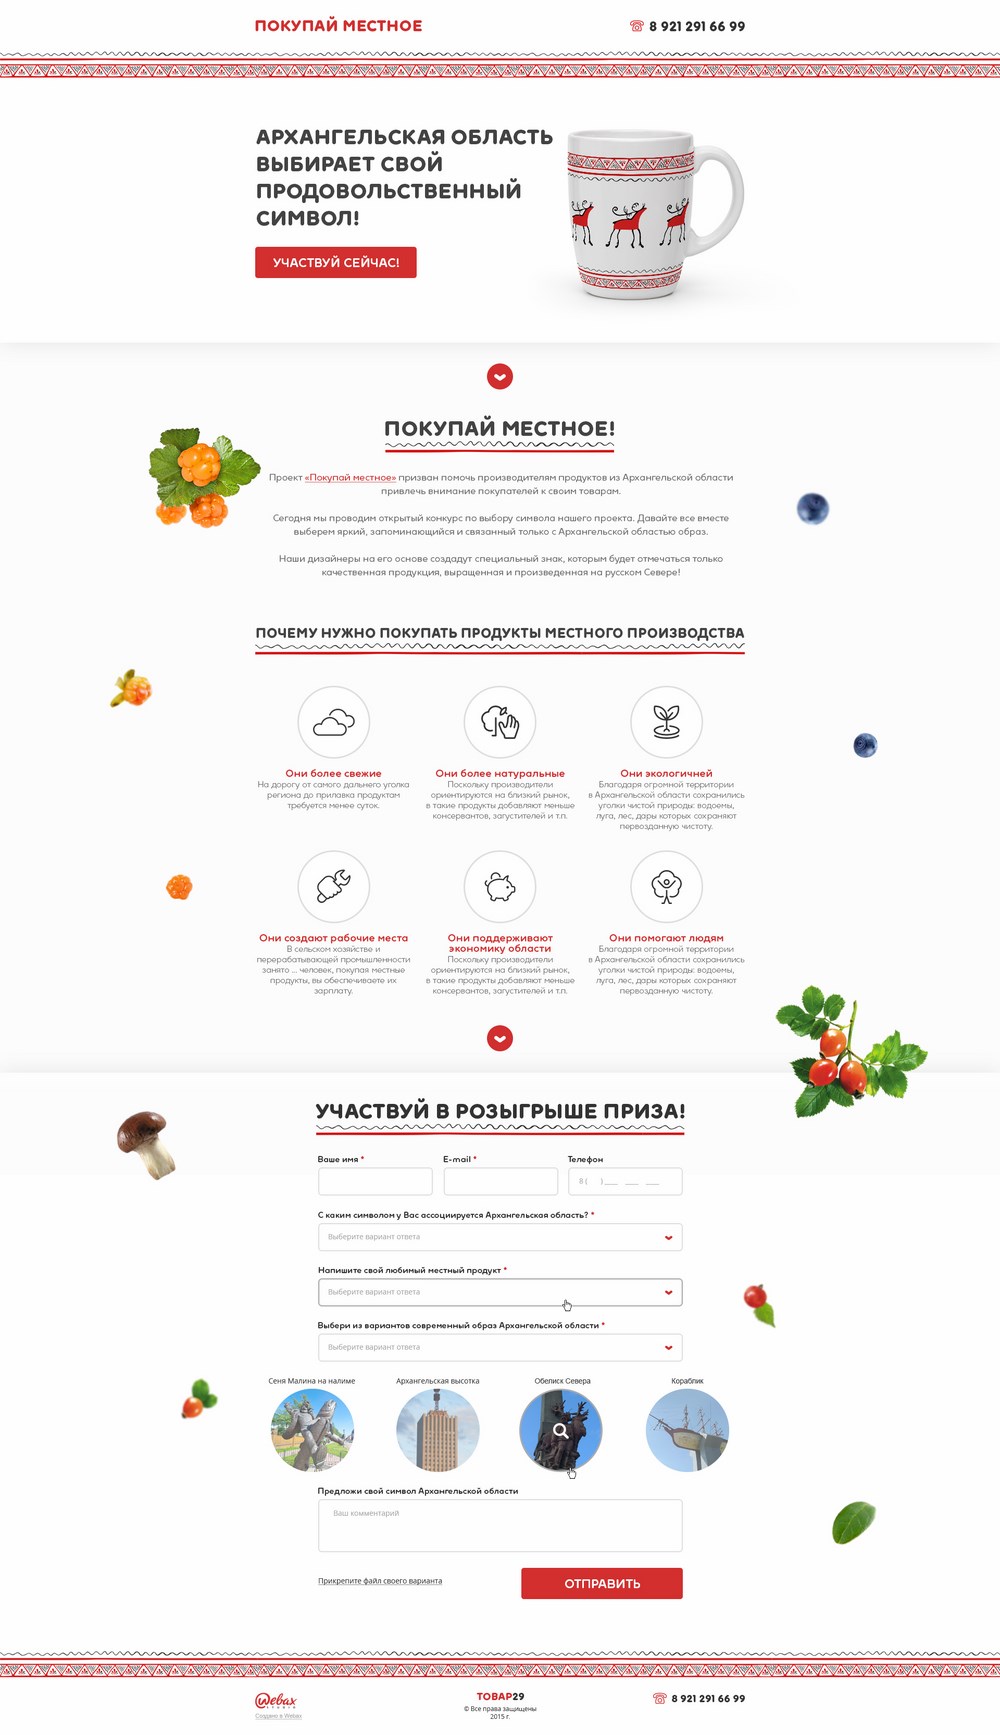 ПОКУПАЙ МЕСТНОЕ
8 921 291 66 99
АРХАНГЕЛЬСКАЯ ОБЛАСТЬ
ВЫБИРАЕТ СВОЙ
ПРОДОВОЛЬСТВЕННЫЙ
СИМВОЛ!
УЧАСТВУЙ СЕЙЧАС!
ПОКУПАЙ МЕСТНОЕ!
Проект «Покупай местное» призван помочь производителям продуктов из Архангельской области
привлечь внимание покупателей к своим товарам.
Сегодня мы проводим открытый конкурс по выбору символа нашего проекта. Давайте все вместе
выберем яркий, запоминающийся и связанный только с Архангельской областью образ.
Наши дизайнеры на его основе создадут специальный знак, которым будет отмечаться только
качественная продукция, выращенная и произведенная на русском Севере!
ПОЧЕМУ НУЖНО ПОКУПАТЬ ПРОДУКТЫ МЕСТНОГО ПРОИЗВОДСТВА
Они более свежие
На дорогу от самого дальнего уголка
региона до прилавка продуктам
требуется менее суток.
Они более натуральные
Поскольку производители
ориентируются на близкий рынок,
в такие продукты добавляют меньше
консервантов, загустителей и т.п.
Они экологичней
Благодаря огромной территории
в Архангельской области сохранились
уголки чистой природы: водоемы,
луга, лес, дары которых сохраняют
первозданную чистоту.
Они создают рабочие места
В сельском хозяйстве и
перерабатывающей промышленности
занято ... человек, покупая местные
продукты, вы обеспечиваете их
зарплату.
Они поддерживают
экономику области
Поскольку производители
ориентируются на близкий рынок,
в такие продукты добавляют меньше
консервантов, загустителей и т.п.
Они помогают людям
Благодаря огромной территории
в Архангельской области сохранились
уголки чистой природы: водоемы,
луга, лес, дары которых сохраняют
первозданную чистоту.
УЧАСТВУЙ В РОЗЫГРЫШЕ ПРИЗА!
Ваше имя *
E-mail *
Телефон
8 (    )___ ___ ___
С каким символом у Вас ассоциируется Архангельская область? *
Выберите вариант ответа
Напишите свой любимый местный продукт *
Выберите вариант ответа
Выбери из вариантов современный образ Архангельской области *
Выберите вариант ответа
Сеня Малина на налиме
Архангельская высотка
Обелиск Севера
Кораблик
Предложи свой символ Архангельской области
Ваш комментарий
Прикрепите файл своего варианта
ОТПРАВИТЬ
Webax
STUDIO
Создано в Webax
ТОВАР29
© Все права защищены
2015 г.
8 921 291 66 99